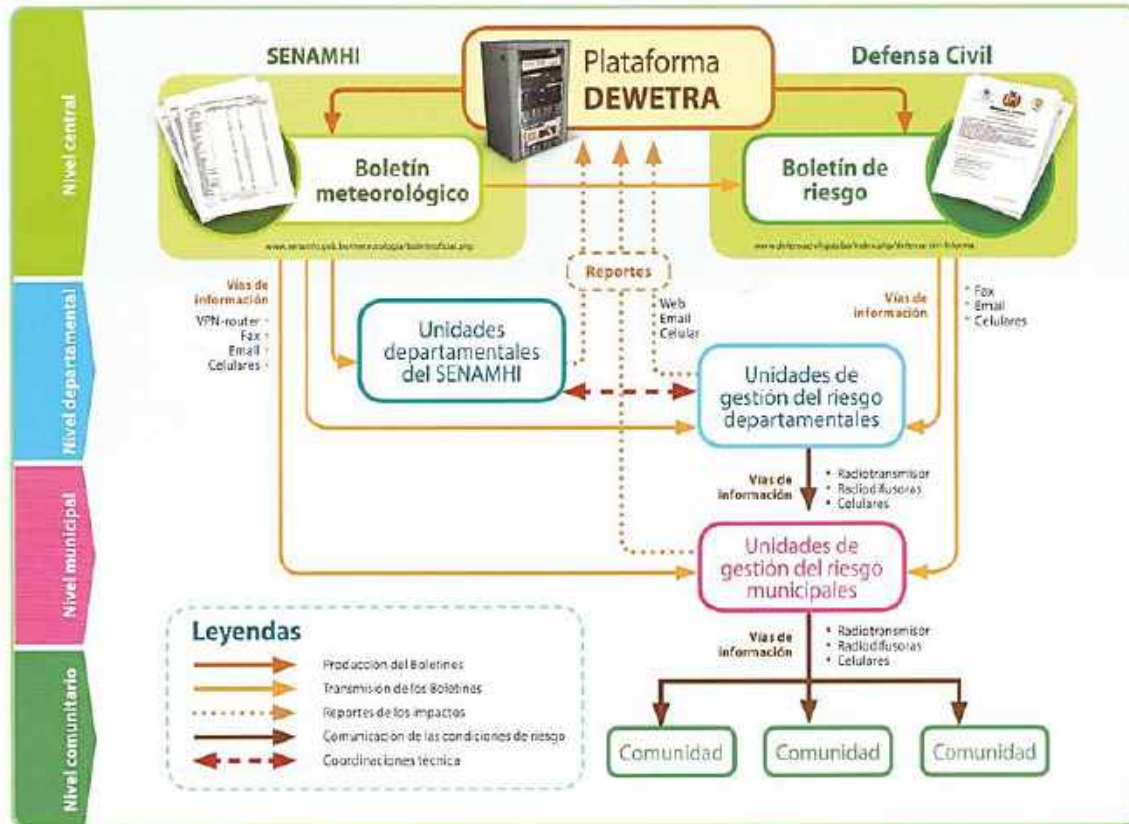 Nivel central
SENAMHI
Plataforma
DEWETRA
Defensa Civil
Boletín
meteorológico
Boletín de
riesgo
Reportes
Nivel departamental
Vías de
información
VPN-router
Fax
Email
Celulares
Unidades
departamentales
del SENAMHI
Web
Email
Celular
Vías de
información
Fax
Email
Celulares
Unidades de
gestión del riesgo
departamentales
Vías de
información
Radiotransmisor
Radiodifusoras
Celulares
Nivel municipal
Unidades de
gestión del riesgo
municipales
Vías de
información
Radiotransmisor
Radiodifusoras
Celulares
Leyendas
Producción del Boletines
Transmisión de los Boletines
Reportes de los impactos
Comunicación de las condiciones de riesgo
Coordinaciones técnica
Nivel comunitario
Comunidad
Comunidad
Comunidad